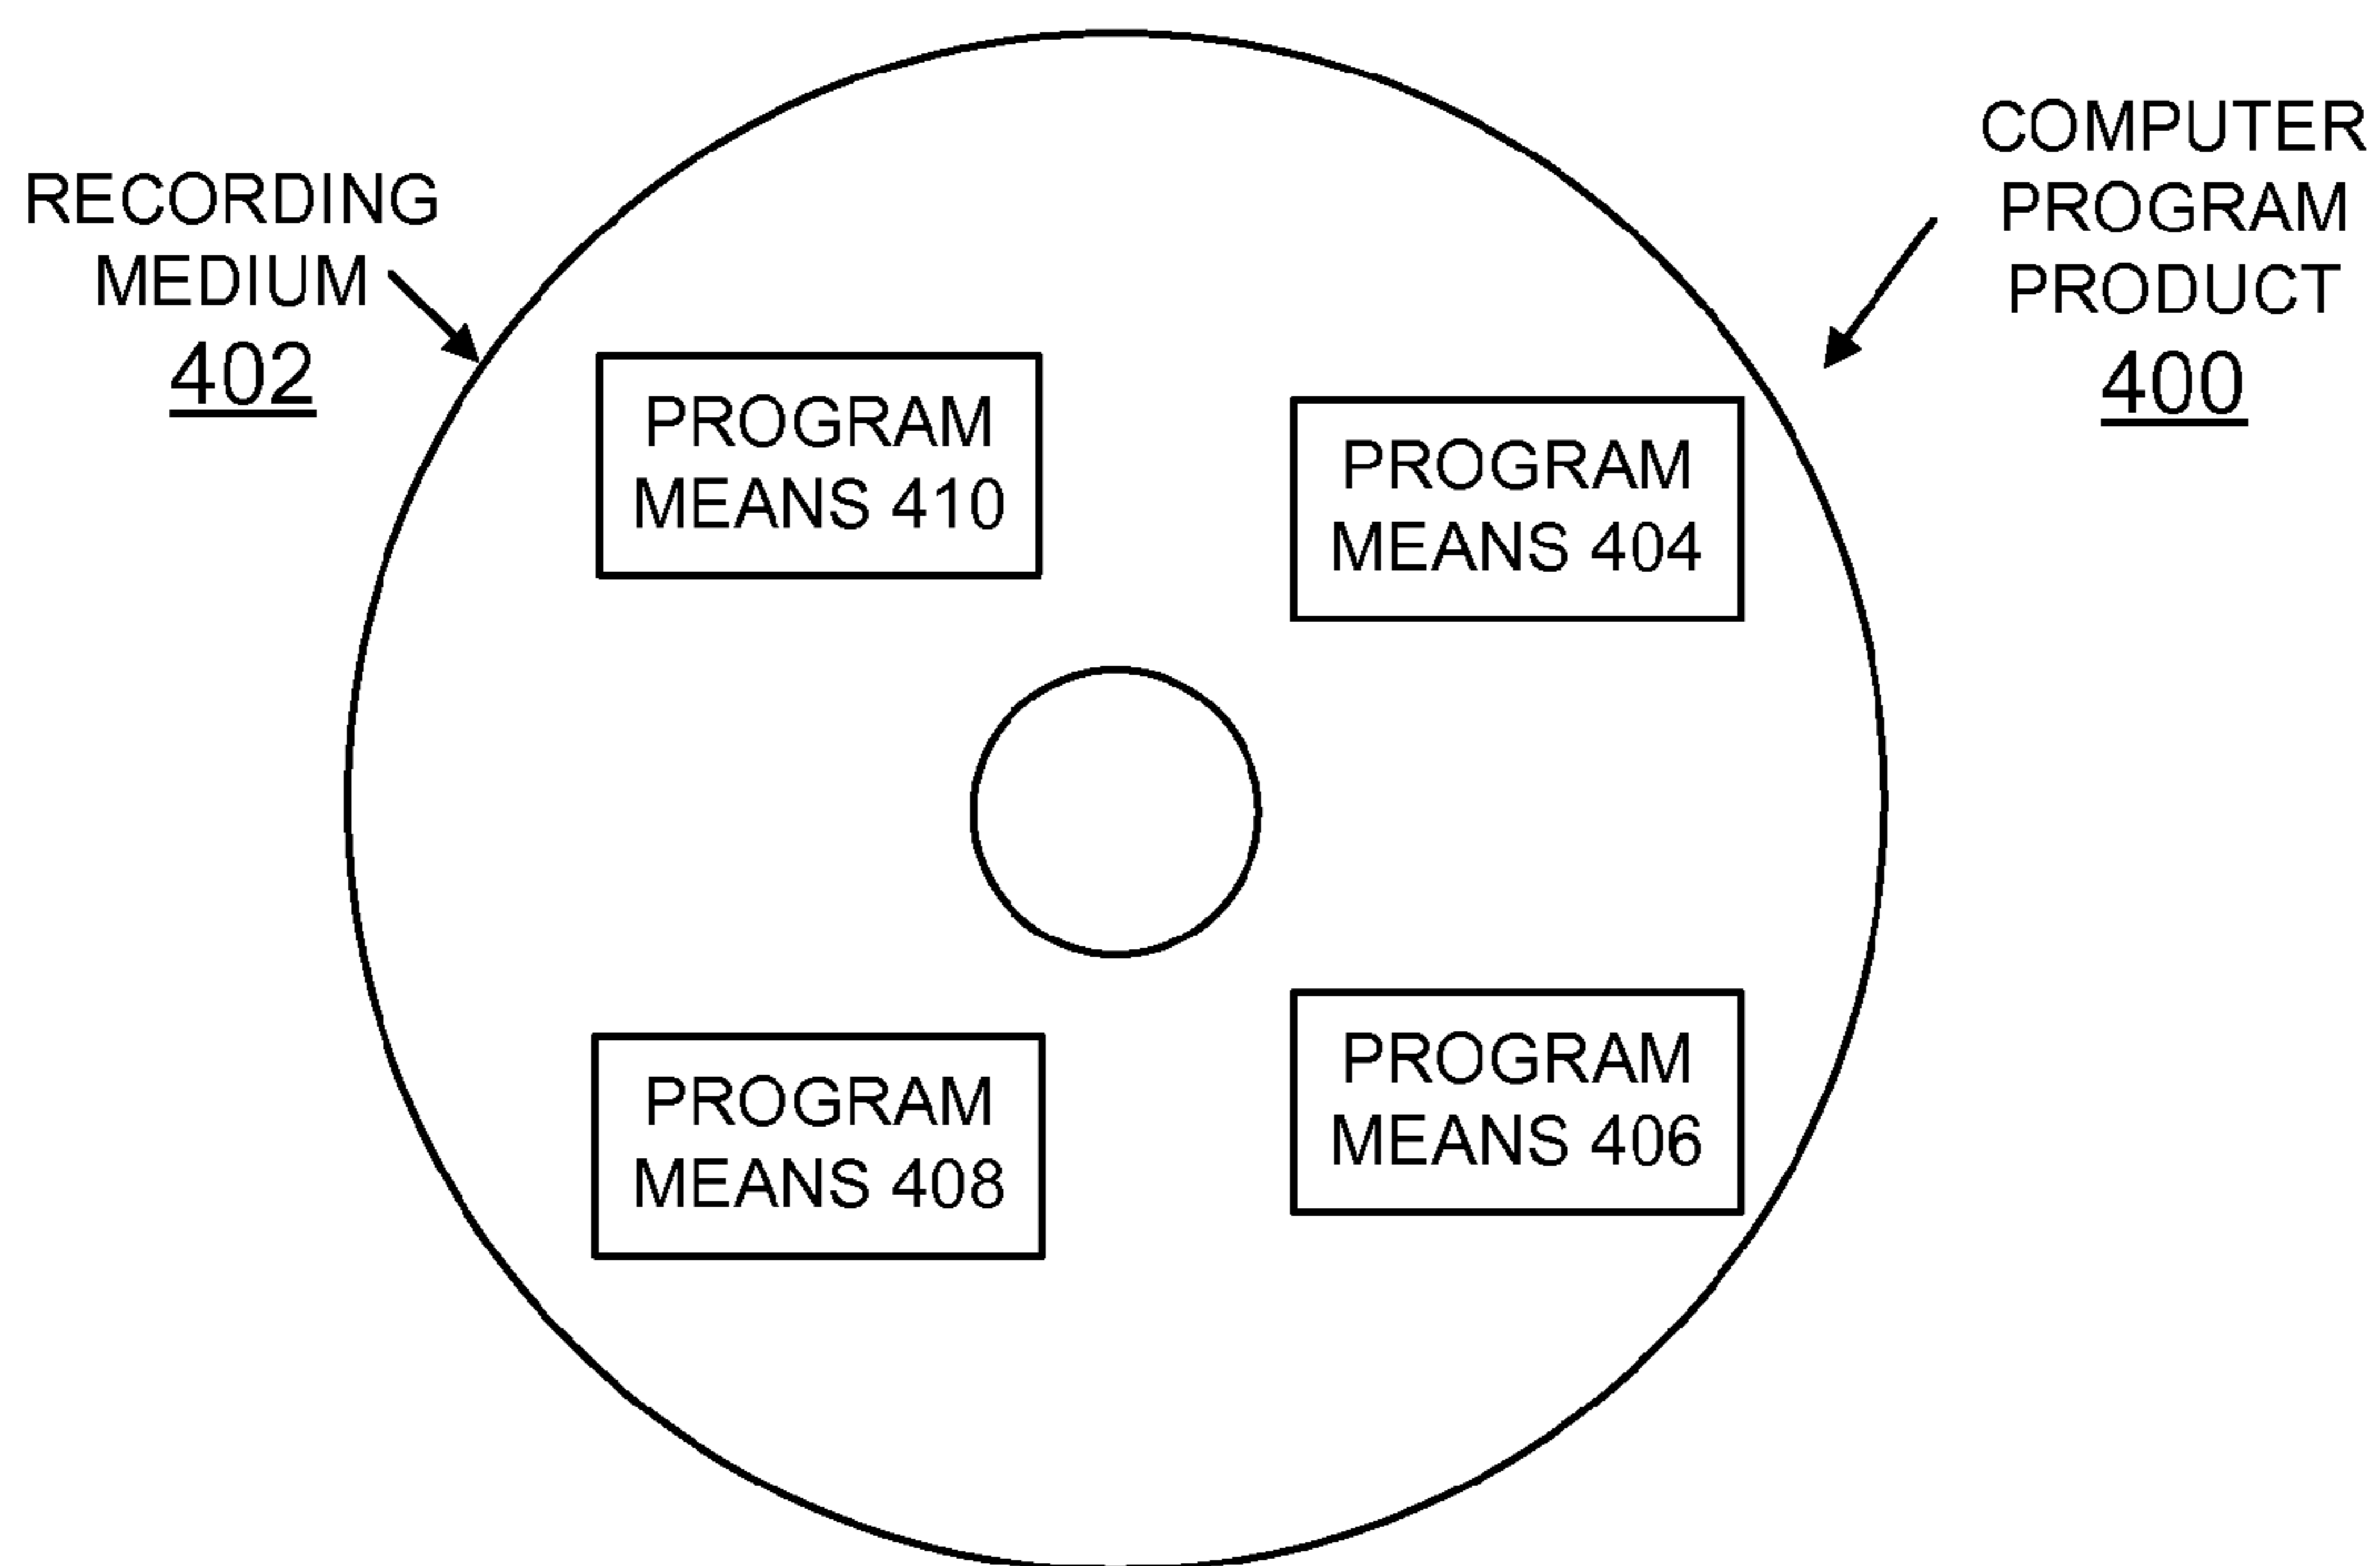 RECORDING
MEDIUM
402
COMPUTER
PROGRAM
PRODUCT
400
PROGRAM
MEANS 410
PROGRAM
MEANS 404
PROGRAM
MEANS 408
PROGRAM
MEANS 406